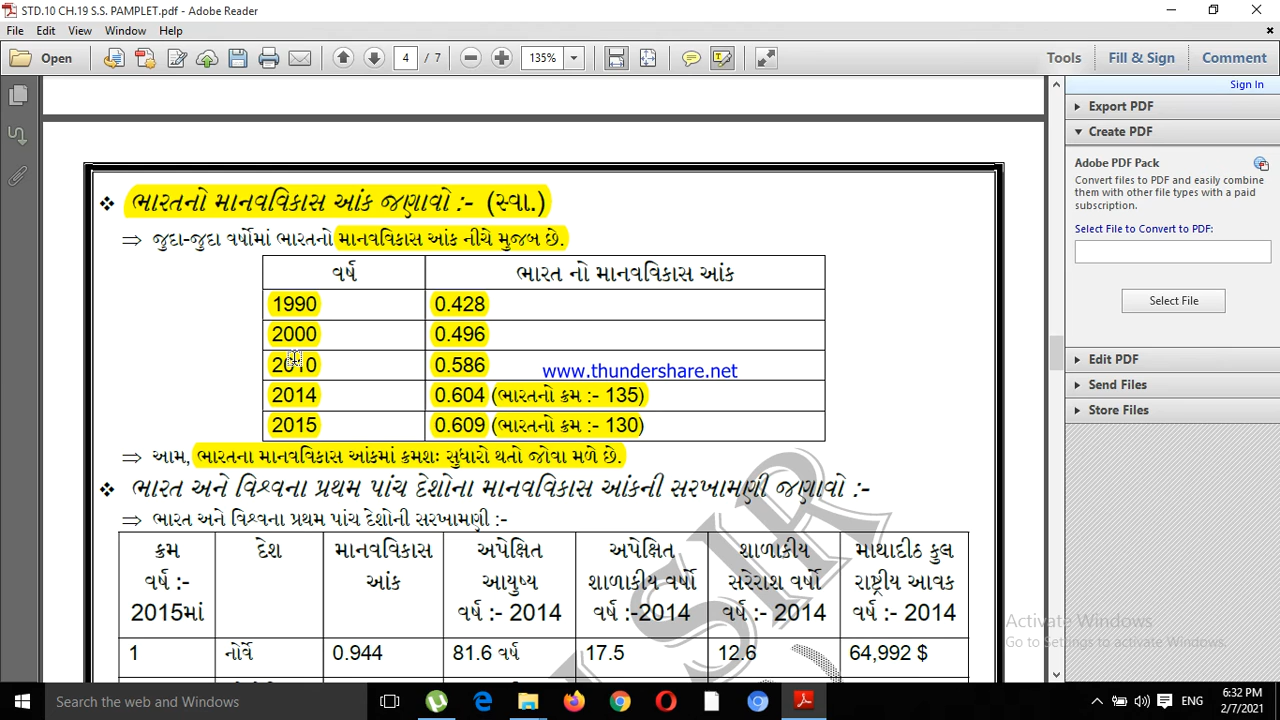 STD.10 CH.19 S.S. PAMPLET.pdf - Adobe Reader
File Edit View Window Help
Open 4 / 7 135% Tools Fill & Sign Comment
Sign In
Export PDF
Create PDF
Adobe PDF Pack
Convert files to PDF and easily combine
them with other file types with a paid
subscription.
Select File to Convert to PDF:
Select File
Edit PDF
Send Files
Store Files
❖ ભારતનો માનવવિકાસ આંક જણાવો :- (સ્વા.)
⇒ જુદા-જુદા વર્ષોમાં ભારતનો માનવવિકાસ આંક નીચે મુજબ છે.
વર્ષ ભારત નો માનવવિકાસ આંક
1990 0.428
2000 0.496
2010 0.586
www.thundershare.net
2014 0.604 (ભારતનો ક્રમ :- 135)
2015 0.609 (ભારતનો ક્રમ :- 130)
⇒ આમ, ભારતના માનવવિકાસ આંકમાં ક્રમશઃ સુધારો થતો જોવા મળે છે.
❖ ભારત અને વિશ્વના પ્રથમ પાંચ દેશોના માનવવિકાસ આંકની સરખામણી જણાવો :-
⇒ ભારત અને વિશ્વના પ્રથમ પાંચ દેશોની સરખામણી :-
ક્રમ દેશ માનવવિકાસ અપેક્ષિત અપેક્ષિત શાળાકીય માથાદીઠ કુલ
વર્ષ :- આંક આયુષ્ય શાળાકીય વર્ષો સરેરાશ વર્ષો રાષ્ટ્રીય આવક
2015માં વર્ષ :- 2014 વર્ષ :-2014 વર્ષ :- 2014 વર્ષ :- 2014
1 નોર્વે 0.944 81.6 વર્ષ 17.5 12.6 64,992 $
SIR
Activate Windows
Go to Settings to activate Windows.
Search the web and Windows
ENG
6:32 PM
2/7/2021